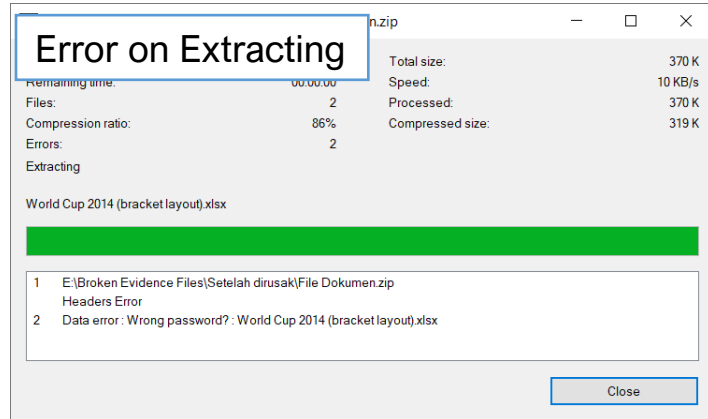 n.zip
Error on Extracting
Total size: 370 K
Remaining time: 00:00:00 Speed: 10 KB/s
Files: 2 Processed: 370 K
Compression ratio: 86% Compressed size: 319 K
Errors: 2
Extracting
World Cup 2014 (bracket layout).xlsx
1 E:\Broken Evidence Files\Setelah dirusak\File Dokumen.zip
Headers Error
2 Data error : Wrong password? : World Cup 2014 (bracket layout).xlsx
Close